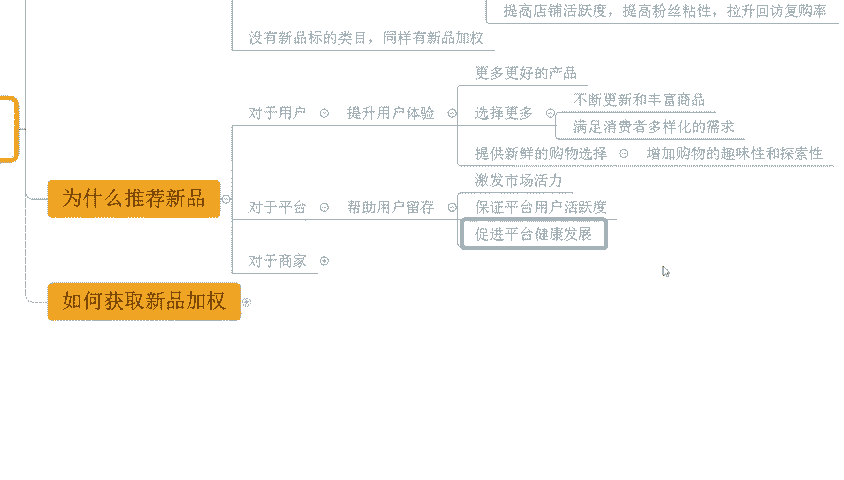 提高店铺活跃度，提高粉丝粘性，拉升回访复购率
没有新品标的类目，同样有新品加权
更多更好的产品
对于用户
提升用户体验
选择更多
不断更新和丰富商品
满足消费者多样化的需求
提供新鲜的购物选择
增加购物的趣味性和探索性
为什么推荐新品
激发市场活力
对于平台
帮助用户留存
保证平台用户活跃度
促进平台健康发展
对于商家
如何获取新品加权